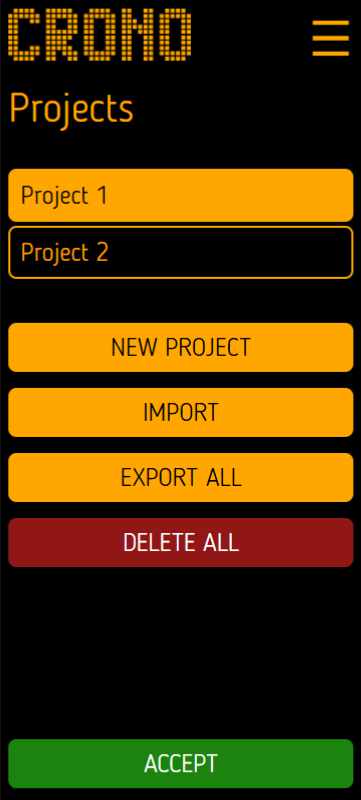 CRONO
Projects
Project 1
Project 2
NEW PROJECT
IMPORT
EXPORT ALL
DELETE ALL
ACCEPT